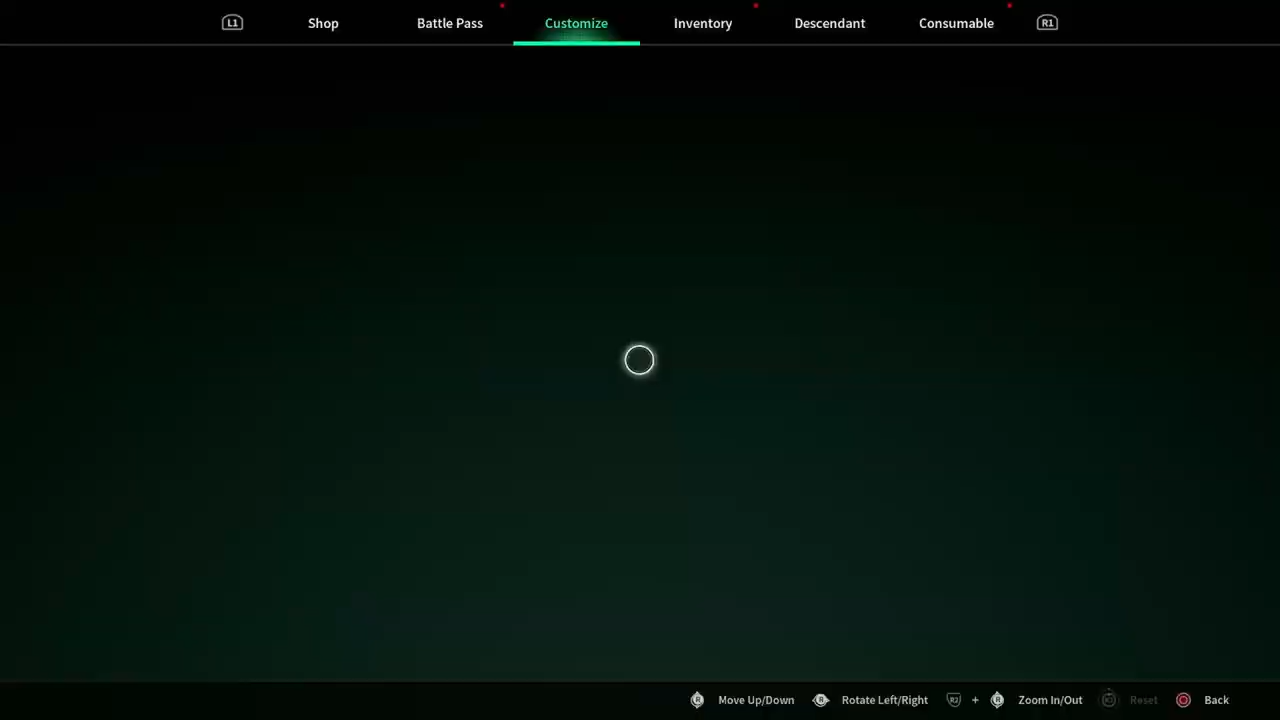 L1 Shop Battle Pass Customize Inventory Descendant Consumable R1
R Move Up/Down R Rotate Left/Right R2 + R Zoom In/Out Reset Back